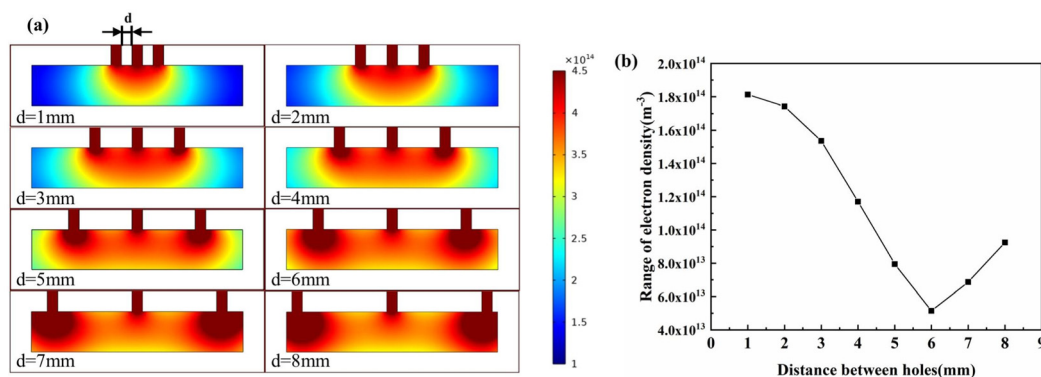 (a)
d
d=1mm
d=2mm
d=3mm
d=4mm
d=5mm
d=6mm
d=7mm
d=8mm
×10¹⁴
4.5
4
3.5
3
2.5
2
1.5
1
(b)
Range of electron density(m⁻³)
2.0x10¹⁴
1.8x10¹⁴
1.6x10¹⁴
1.4x10¹⁴
1.2x10¹⁴
1.0x10¹⁴
8.0x10¹³
6.0x10¹³
4.0x10¹³
0 1 2 3 4 5 6 7 8 9
Distance between holes(mm)